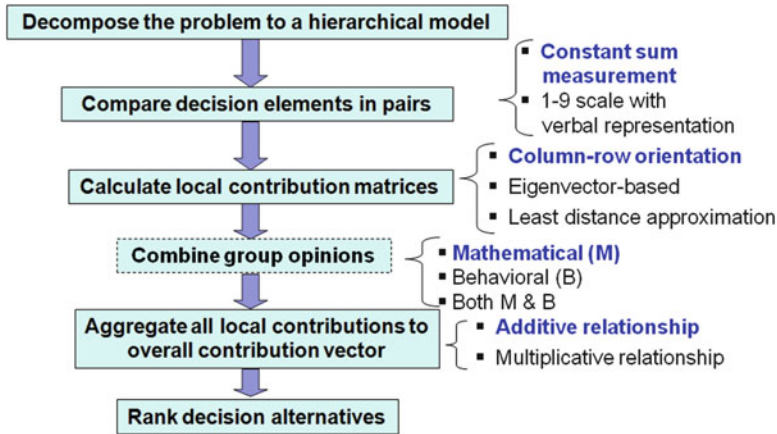 Decompose the problem to a hierarchical model
▪ Constant sum
measurement
▪ 1-9 scale with
verbal representation
Compare decision elements in pairs
▪ Column-row orientation
▪ Eigenvector-based
▪ Least distance approximation
Calculate local contribution matrices
Combine group opinions
▪ Mathematical (M)
▪ Behavioral (B)
▪ Both M & B
Aggregate all local contributions to
overall contribution vector
▪ Additive relationship
▪ Multiplicative relationship
Rank decision alternatives